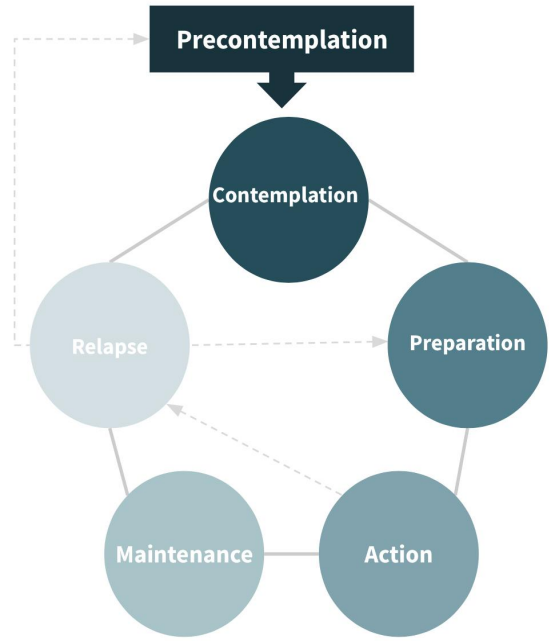 Precontemplation
Contemplation
Relapse
Preparation
Maintenance
Action